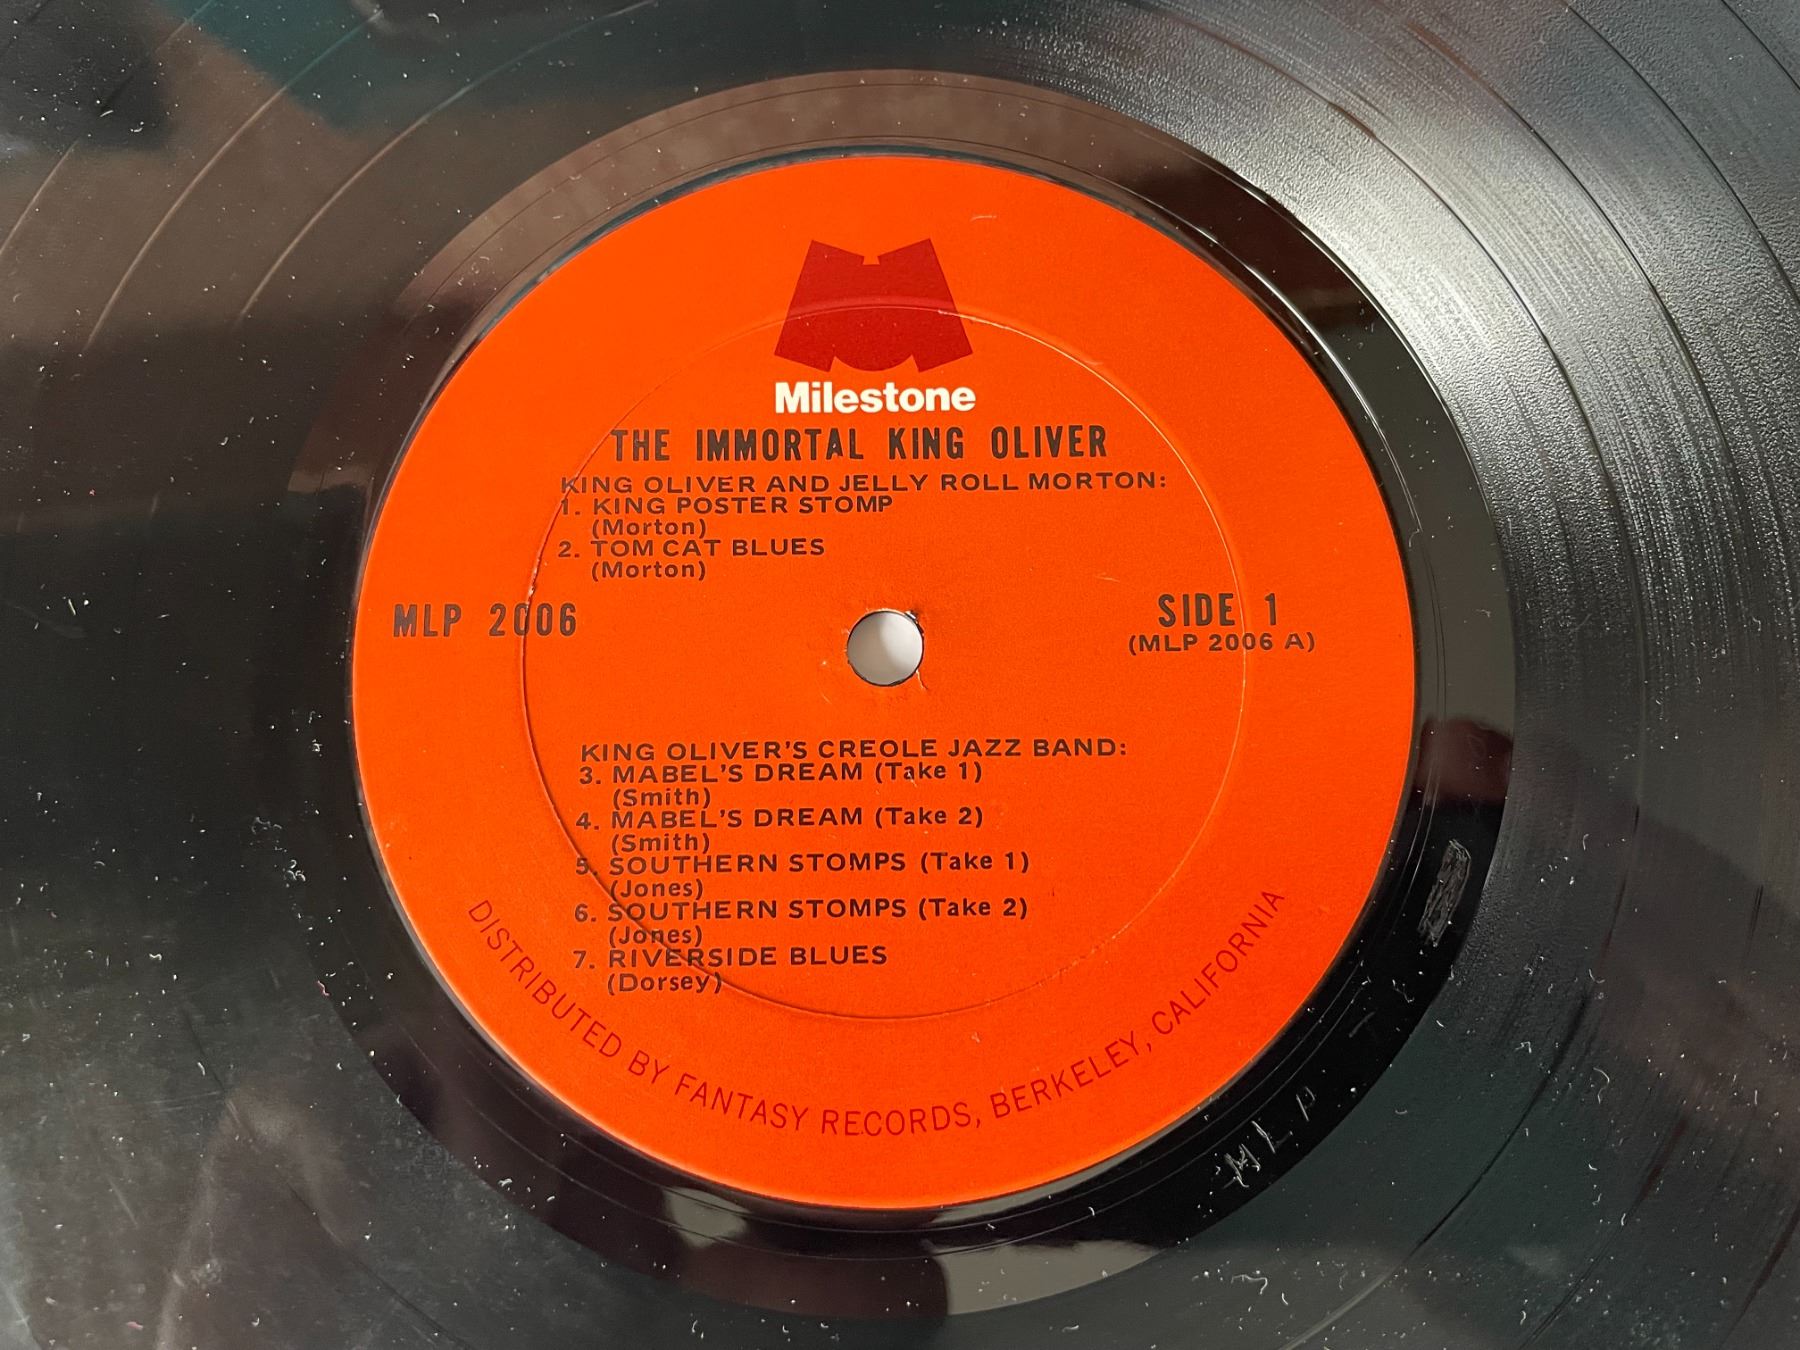 Milestone
THE IMMORTAL KING OLIVER
KING OLIVER AND JELLY ROLL MORTON:
1. KING POSTER STOMP
(Morton)
2. TOM CAT BLUES
(Morton)
MLP 2006
SIDE 1
(MLP 2006 A)
KING OLIVER'S CREOLE JAZZ BAND:
3. MABEL'S DREAM (Take 1)
(Smith)
4. MABEL'S DREAM (Take 2)
(Smith)
5. SOUTHERN STOMPS (Take 1)
(Jones)
6. SOUTHERN STOMPS (Take 2)
(Jones)
7. RIVERSIDE BLUES
(Dorsey)
DISTRIBUTED BY FANTASY RECORDS, BERKELEY, CALIFORNIA
MLP